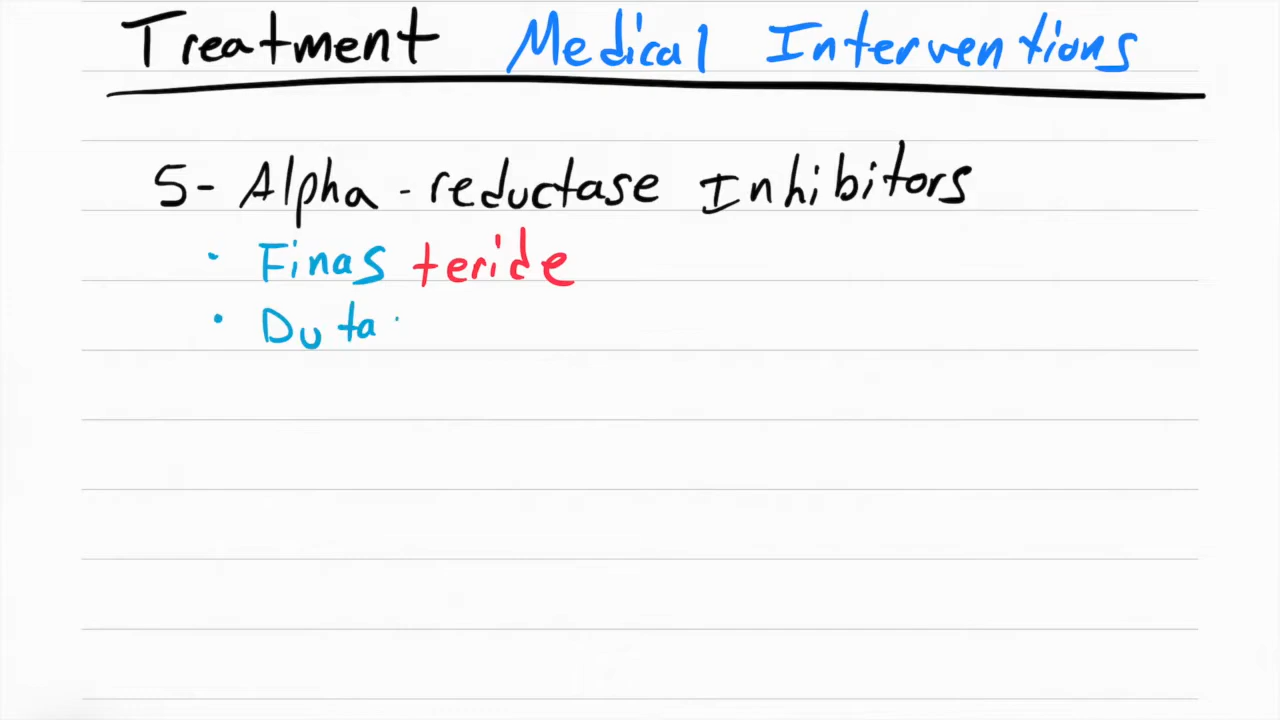 Treatment Medical Interventions
5-Alpha-reductase Inhibitors
• Finasteride
• Duta